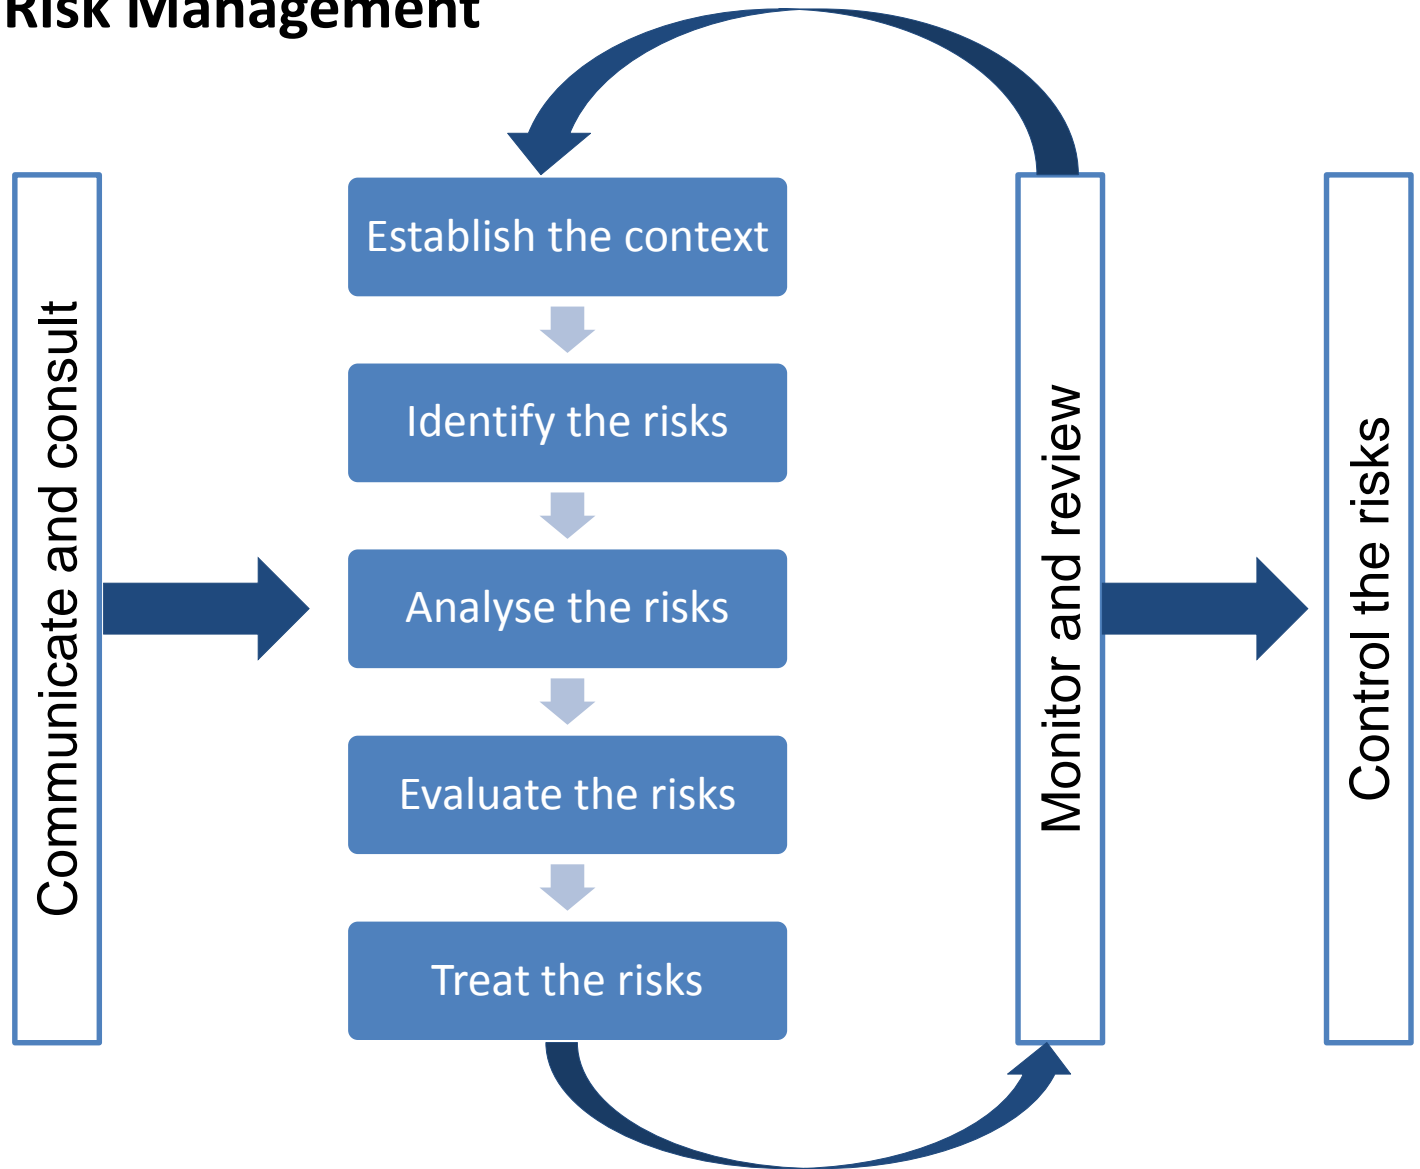 Risk Management
Communicate and consult
Establish the context
Identify the risks
Analyse the risks
Evaluate the risks
Treat the risks
Monitor and review
Control the risks